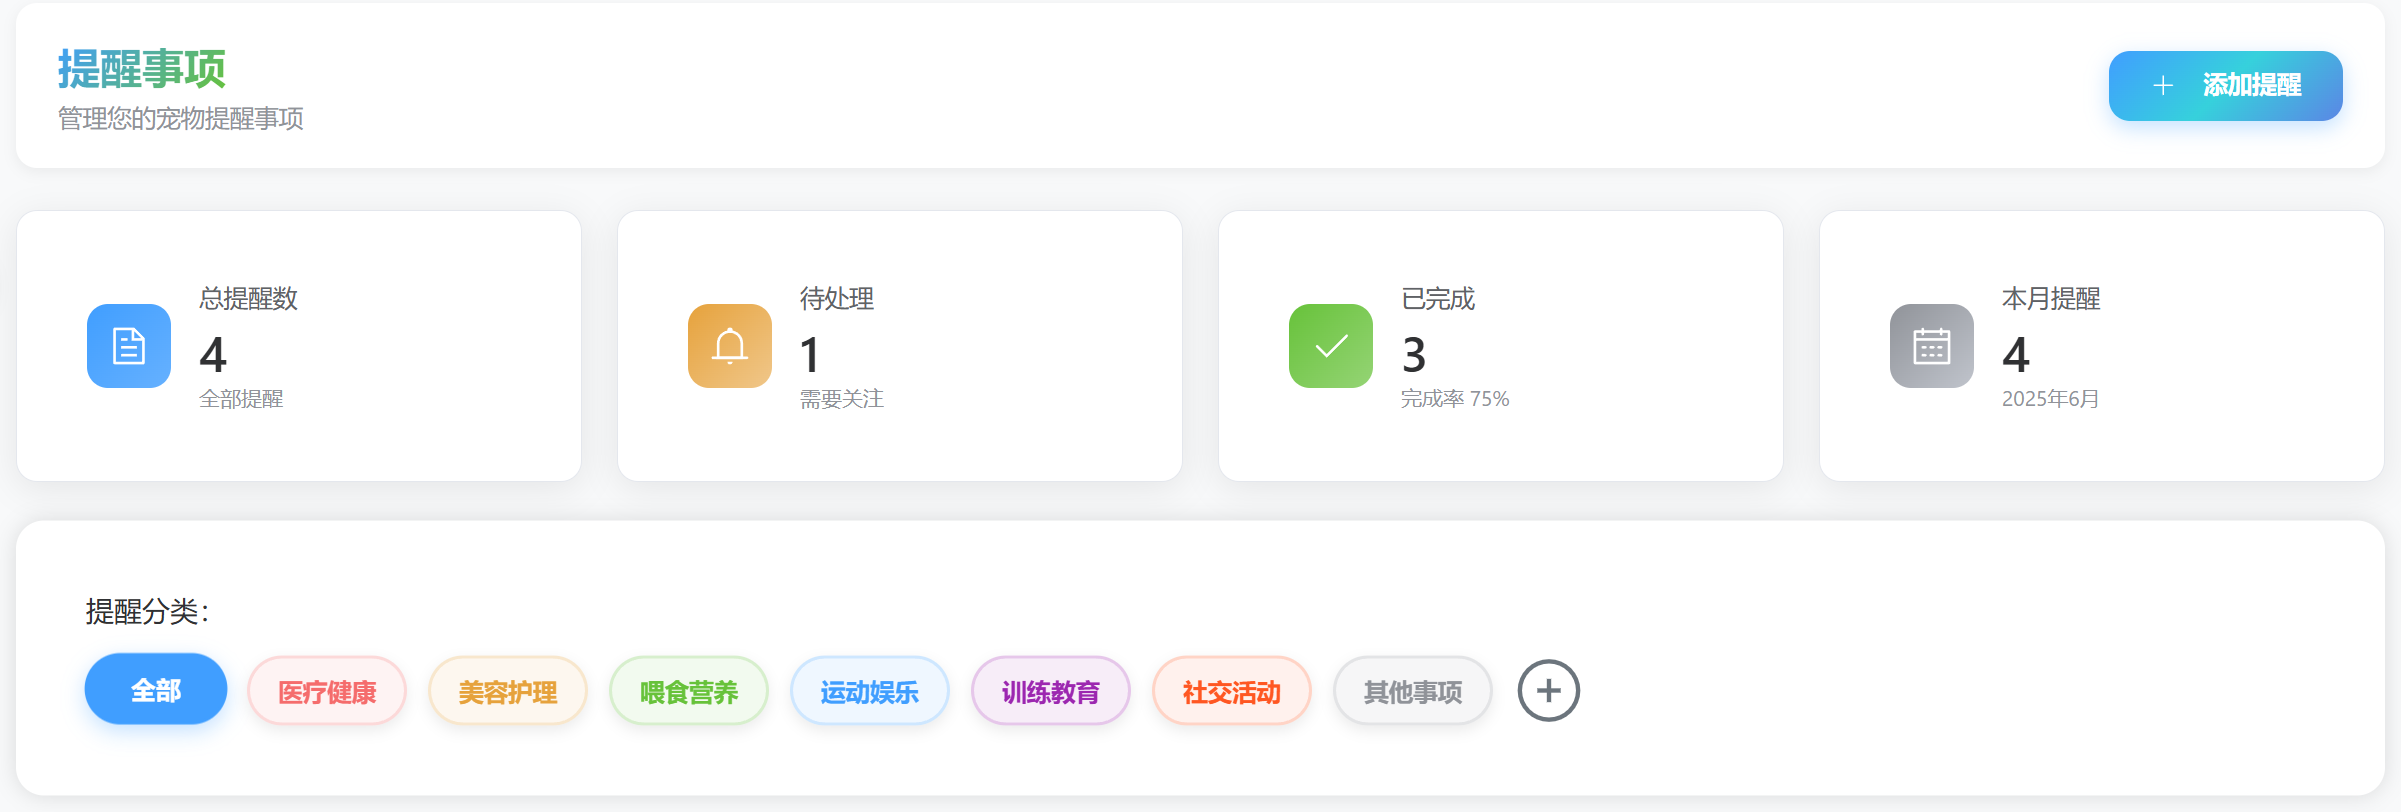 提醒事项
管理您的宠物提醒事项
添加提醒
总提醒数
4
全部提醒
待处理
1
需要关注
已完成
3
完成率 75%
本月提醒
4
2025年6月
提醒分类：
全部 医疗健康 美容护理 喂食营养 运动娱乐 训练教育 社交活动 其他事项